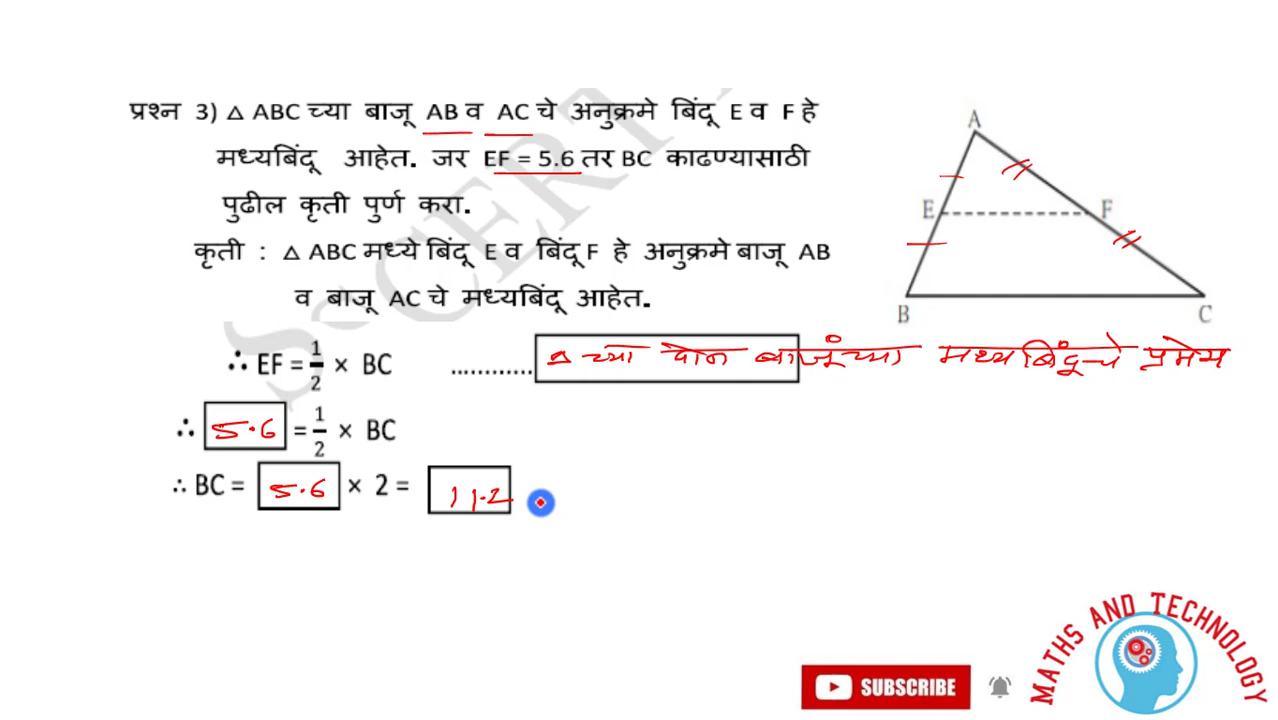 प्रश्न 3) △ ABC च्या बाजू AB व AC चे अनुक्रमे बिंदू E व F हे
मध्यबिंदू आहेत. जर EF = 5.6 तर BC काढण्यासाठी
पुढील कृती पुर्ण करा.
कृती : △ ABC मध्ये बिंदू E व बिंदू F हे अनुक्रमे बाजू AB
व बाजू AC चे मध्यबिंदू आहेत.
A
E
F
B
C
∴ EF = 1/2 × BC ............ △ च्या दोन बाजूंच्या मध्यबिंदूचे प्रमेय
∴ 5.6 = 1/2 × BC
∴ BC = 5.6 × 2 = 11.2
SUBSCRIBE
MATHS AND TECHNOLOGY